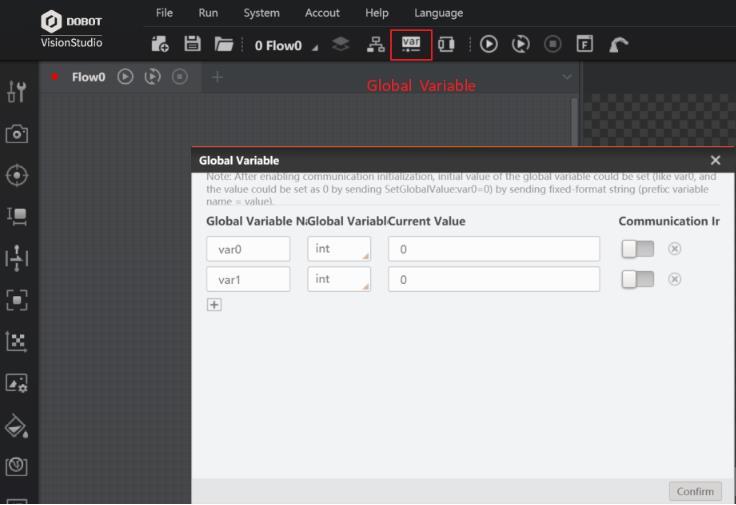 DOBOT
VisionStudio
File Run System Accout Help Language
0 Flow0
var
F
Flow0
Global Variable
Global Variable
Note: After enabling communication initialization, initial value of the global variable could be set (like var0, and
the value could be set as 0 by sending SetGlobalValue:var0=0) by sending fixed-format string (prefix variable
name = value).
Global Variable Na Global Variabl Current Value Communication Ir
var0 int 0
var1 int 0
Confirm